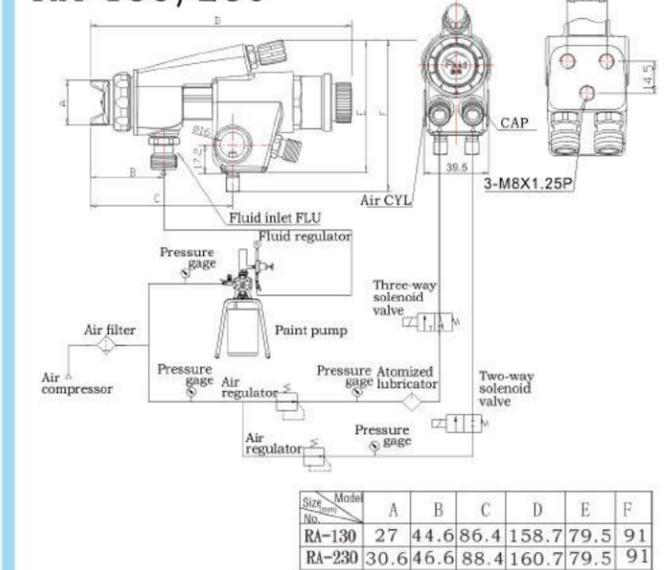 D
A
B
C
E
F
Ø16
17.2
Fluid
CAP
39.5
14.5
3-M8X1.25P
Air CYL
Fluid inlet FLU
Fluid regulator
Pressure
gage
Three-way
solenoid
valve
Air filter
Paint pump
Air
compressor
Pressure
gage
Air
regulator
Pressure
gage
Atomized
lubricator
Two-way
solenoid
valve
Air
regulator
Pressure
gage
Size(mm) Model No. A B C D E F
RA-130 27 44.6 86.4 158.7 79.5 91
RA-230 30.6 46.6 88.4 160.7 79.5 91